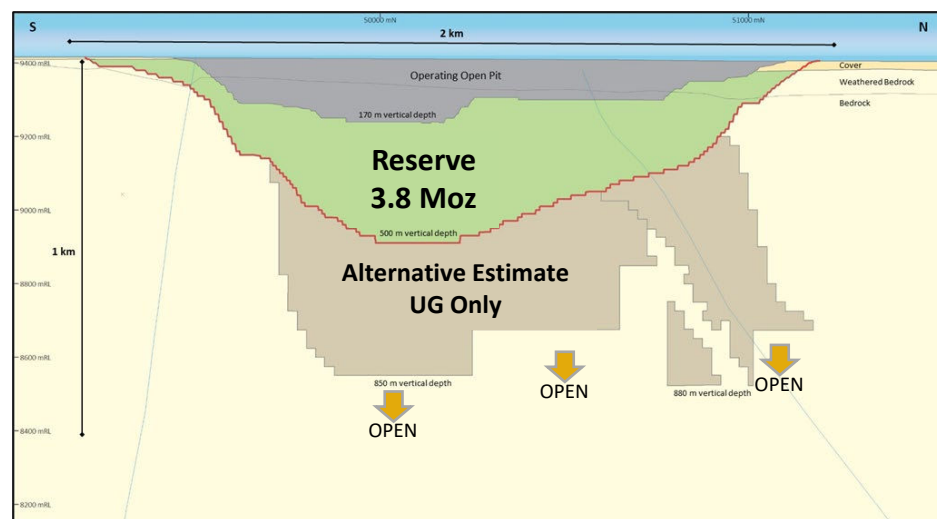 50000 mN
51000 mN
S
N
2 km
9400 mRL
Cover
Operating Open Pit
Weathered Bedrock
Bedrock
170 m vertical depth
9200 mRL
Reserve
3.8 Moz
9000 mRL
500 m vertical depth
1 km
Alternative Estimate
UG Only
8800 mRL
8600 mRL
850 m vertical depth
OPEN
880 m vertical depth
OPEN
OPEN
8400 mRL
8200 mRL